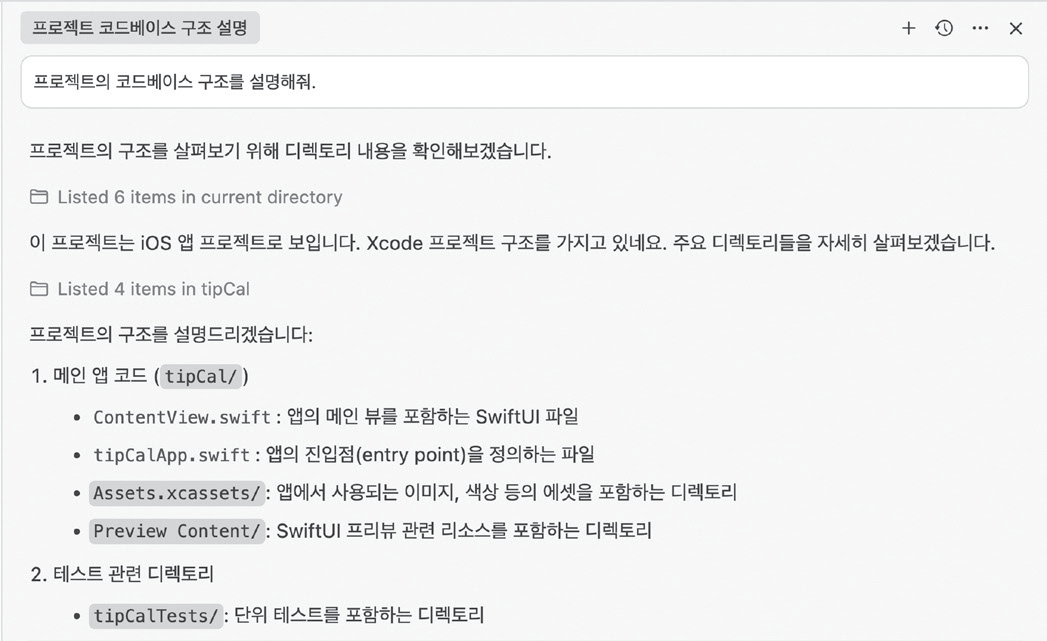 프로젝트 코드베이스 구조 설명
프로젝트의 코드베이스 구조를 설명해줘.
프로젝트의 구조를 살펴보기 위해 디렉토리 내용을 확인해보겠습니다.
Listed 6 items in current directory
이 프로젝트는 iOS 앱 프로젝트로 보입니다. Xcode 프로젝트 구조를 가지고 있네요. 주요 디렉토리들을 자세히 살펴보겠습니다.
Listed 4 items in tipCal
프로젝트의 구조를 설명드리겠습니다:
1. 메인 앱 코드 (tipCal/)
• ContentView.swift : 앱의 메인 뷰를 포함하는 SwiftUI 파일
• tipCalApp.swift : 앱의 진입점(entry point)을 정의하는 파일
• Assets.xcassets/ : 앱에서 사용되는 이미지, 색상 등의 에셋을 포함하는 디렉토리
• Preview Content/ : SwiftUI 프리뷰 관련 리소스를 포함하는 디렉토리
2. 테스트 관련 디렉토리
• tipCalTests/ : 단위 테스트를 포함하는 디렉토리